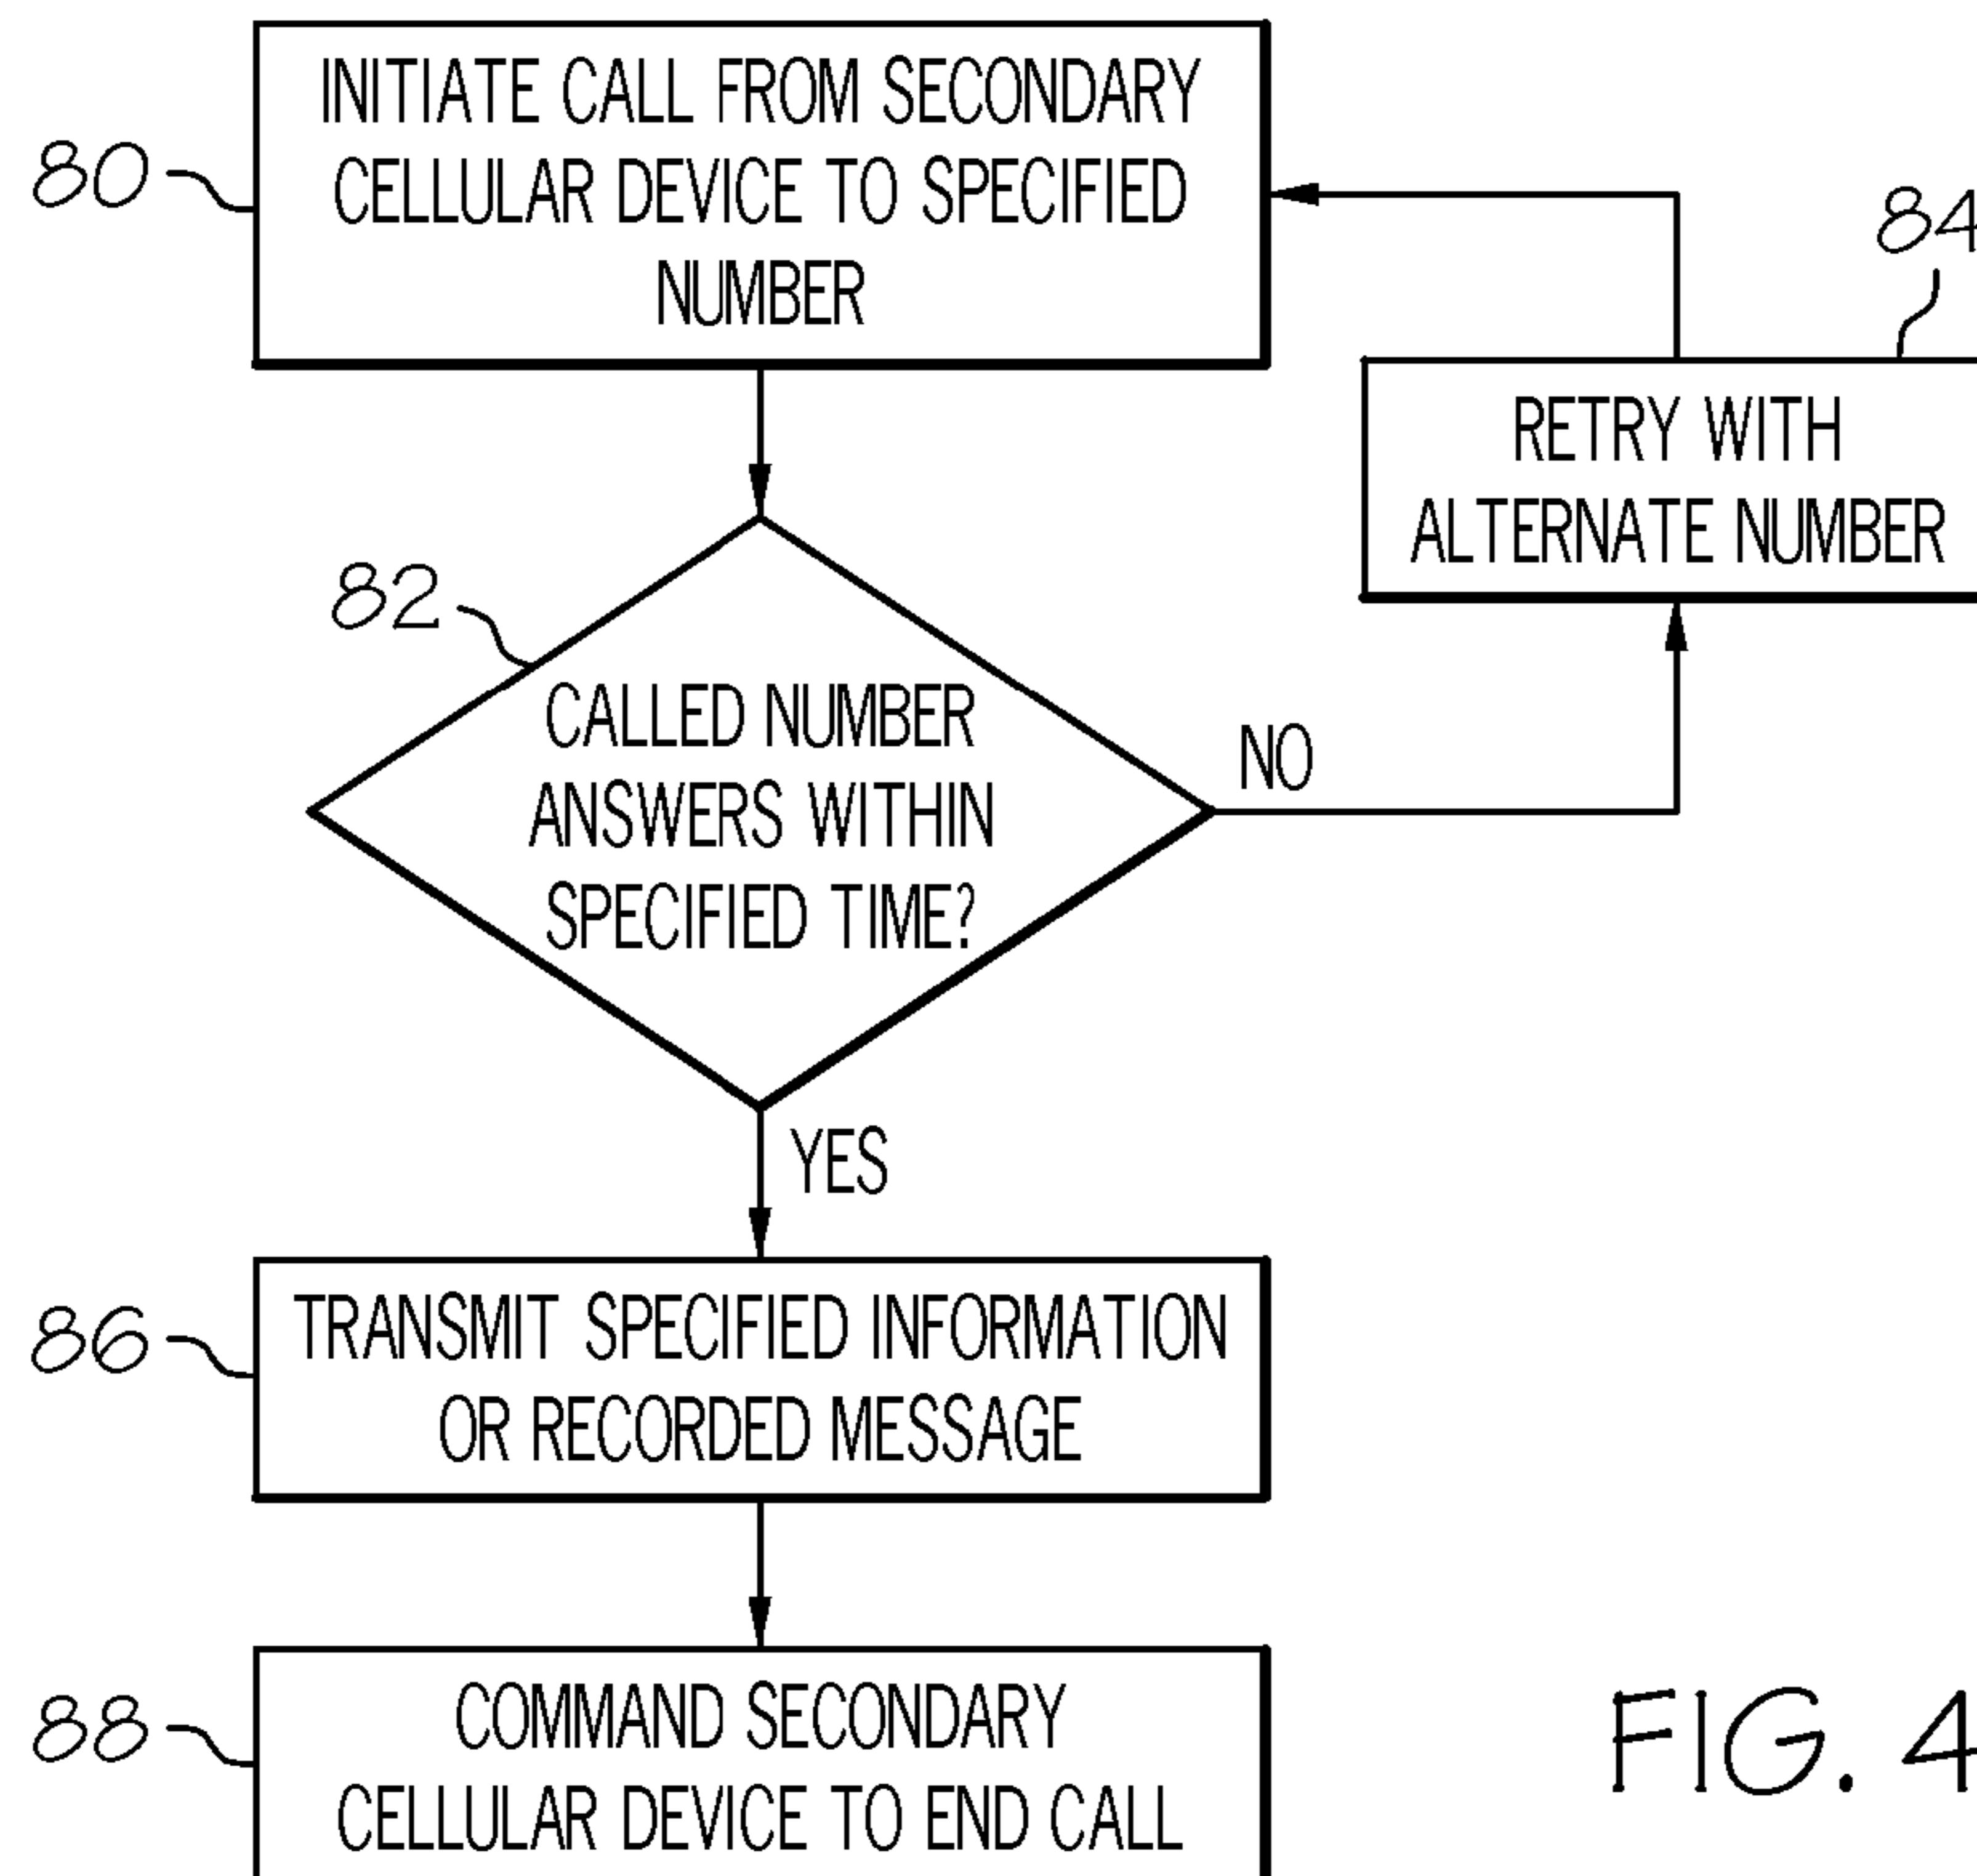 80
INITIATE CALL FROM SECONDARY
CELLULAR DEVICE TO SPECIFIED
NUMBER
84
RETRY WITH
ALTERNATE NUMBER
82
CALLED NUMBER
ANSWERS WITHIN
SPECIFIED TIME?
NO
YES
86
TRANSMIT SPECIFIED INFORMATION
OR RECORDED MESSAGE
88
COMMAND SECONDARY
CELLULAR DEVICE TO END CALL
FIG. 4